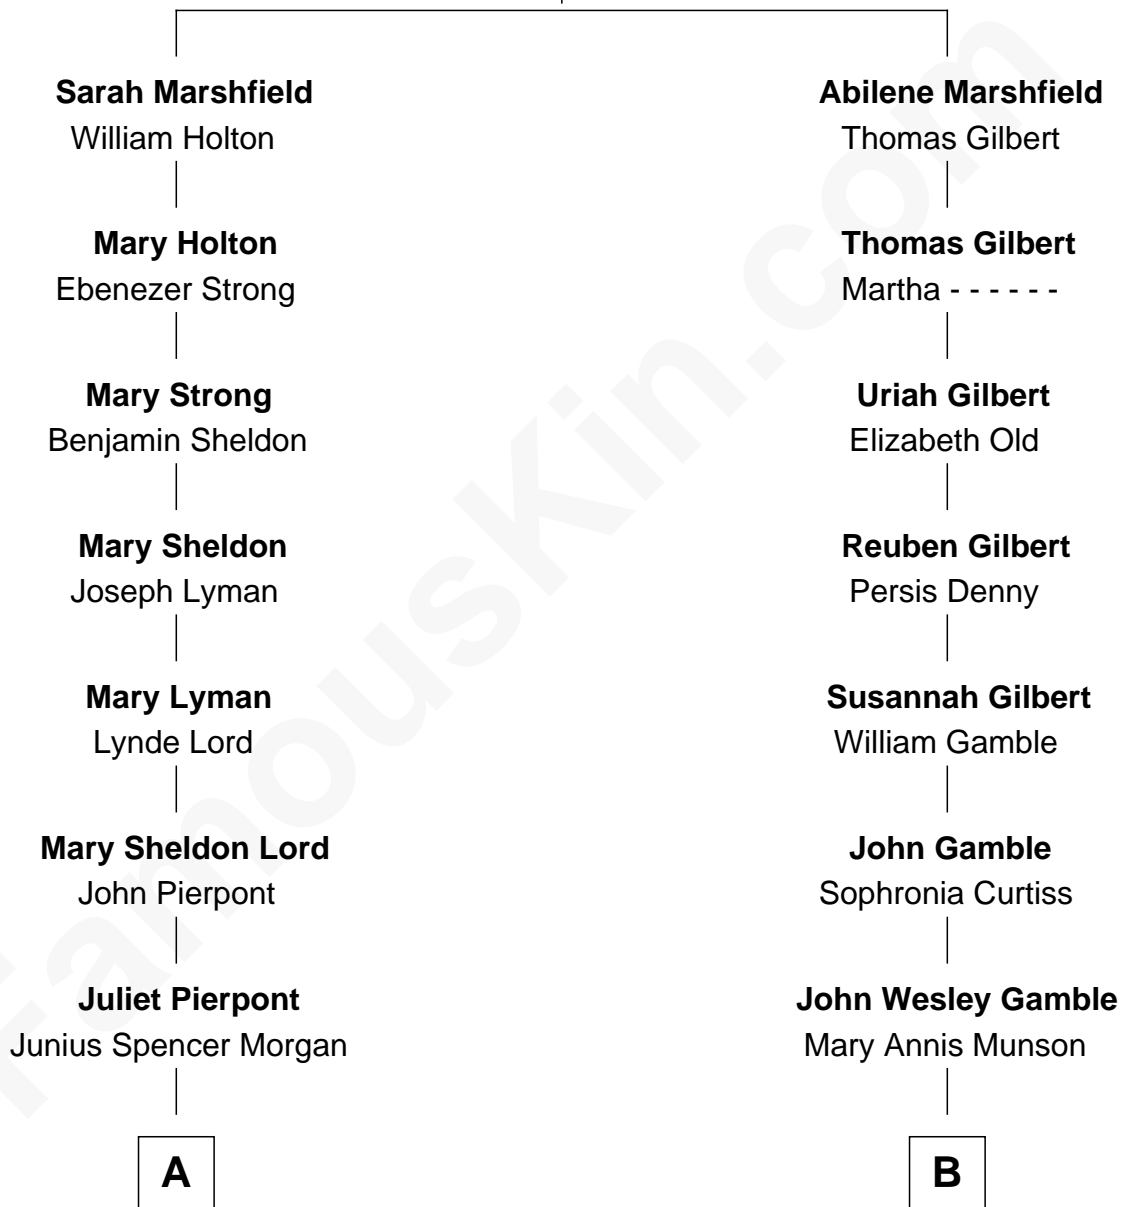 Sarah Marshfield
William Holton
Mary Holton
Ebenezer Strong
Mary Strong
Benjamin Sheldon
Mary Sheldon
Joseph Lyman
Mary Lyman
Lynde Lord
Mary Sheldon Lord
John Pierpont
Juliet Pierpont
Junius Spencer Morgan
A
Abilene Marshfield
Thomas Gilbert
Thomas Gilbert
Martha - - - - - -
Uriah Gilbert
Elizabeth Old
Reuben Gilbert
Persis Denny
Susannah Gilbert
William Gamble
John Gamble
Sophronia Curtiss
John Wesley Gamble
Mary Annis Munson
B
FamousKin.com